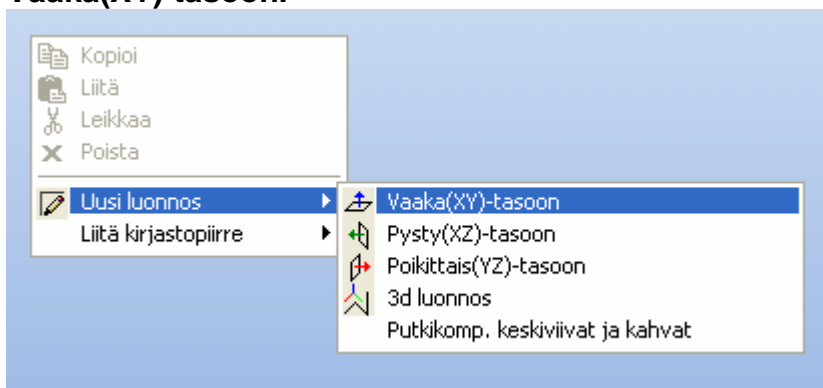 Vaaka(XY)-tasoon.
Kopioi
Liitä
Leikkaa
Poista
Uusi luonnos
Liitä kirjastopiirre
Vaaka(XY)-tasoon
Pysty(XZ)-tasoon
Poikittais(YZ)-tasoon
3d luonnos
Putkikomp. keskiviivat ja kahvat